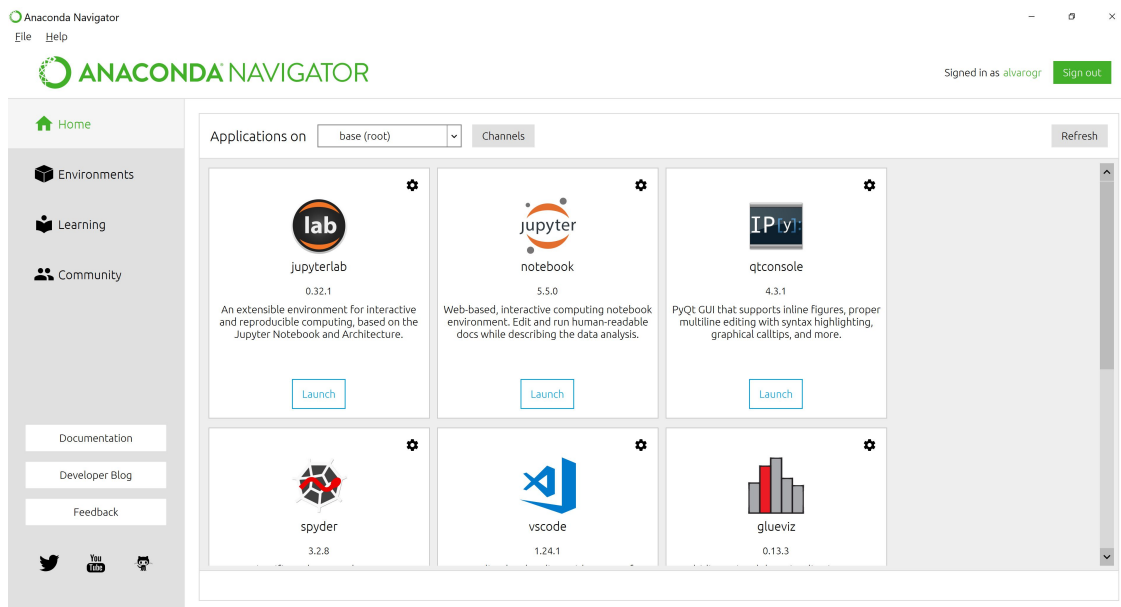 Anaconda Navigator
File Help
ANACONDA NAVIGATOR
Signed in as alvarogr Sign out
Home
Environments
Learning
Community
Documentation
Developer Blog
Feedback
You
Tube
Applications on base (root) Channels Refresh
lab
jupyterlab
0.32.1
An extensible environment for interactive
and reproducible computing, based on the
Jupyter Notebook and Architecture.
Launch
jupyter
notebook
5.5.0
Web-based, interactive computing notebook
environment. Edit and run human-readable
docs while describing the data analysis.
Launch
IP[y]:
qtconsole
4.3.1
PyQt GUI that supports inline figures, proper
multiline editing with syntax highlighting,
graphical calltips, and more.
Launch
spyder
3.2.8
vscode
1.24.1
glueviz
0.13.3